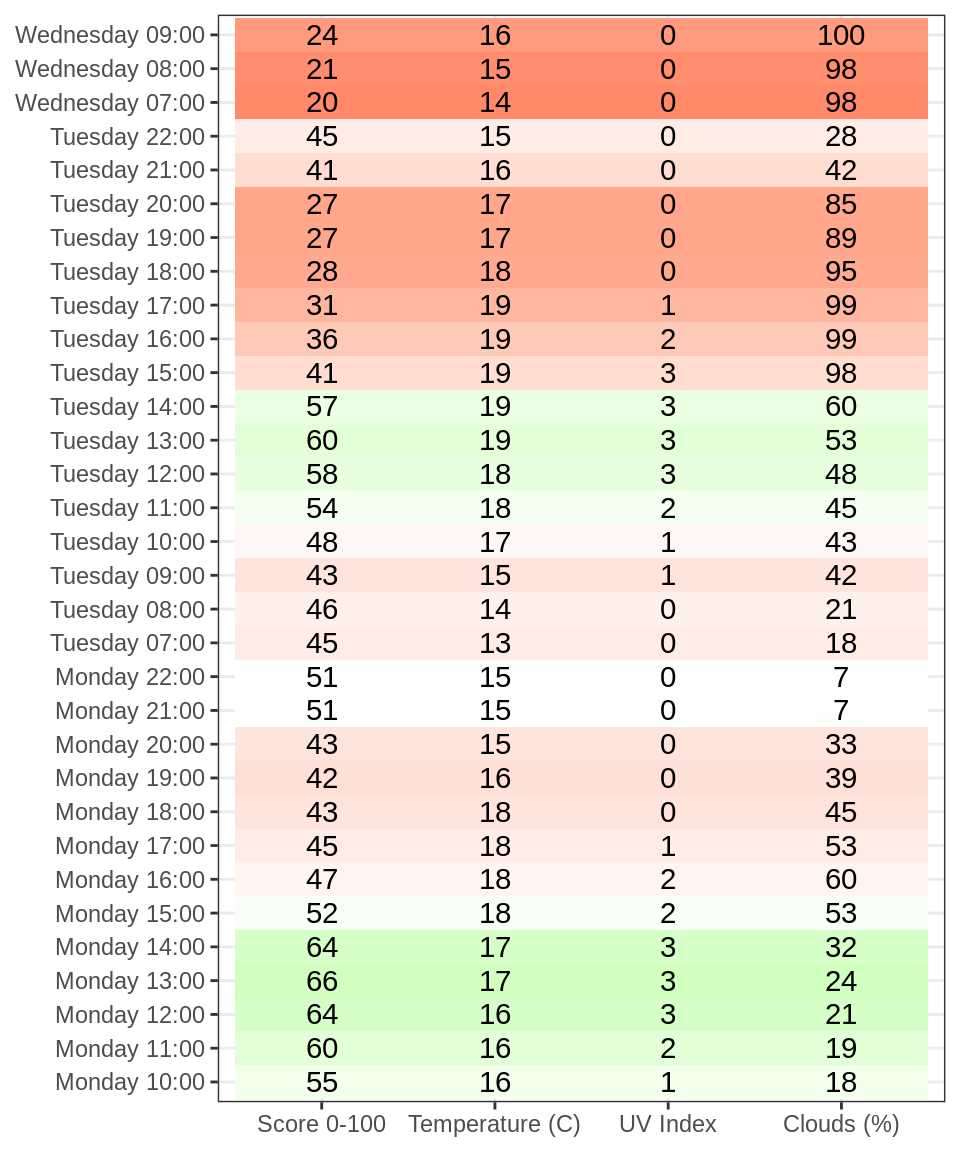 Wednesday 09:00 24 16 0 100
Wednesday 08:00 21 15 0 98
Wednesday 07:00 20 14 0 98
Tuesday 22:00 45 15 0 28
Tuesday 21:00 41 16 0 42
Tuesday 20:00 27 17 0 85
Tuesday 19:00 27 17 0 89
Tuesday 18:00 28 18 0 95
Tuesday 17:00 31 19 1 99
Tuesday 16:00 36 19 2 99
Tuesday 15:00 41 19 3 98
Tuesday 14:00 57 19 3 60
Tuesday 13:00 60 19 3 53
Tuesday 12:00 58 18 3 48
Tuesday 11:00 54 18 2 45
Tuesday 10:00 48 17 1 43
Tuesday 09:00 43 15 1 42
Tuesday 08:00 46 14 0 21
Tuesday 07:00 45 13 0 18
Monday 22:00 51 15 0 7
Monday 21:00 51 15 0 7
Monday 20:00 43 15 0 33
Monday 19:00 42 16 0 39
Monday 18:00 43 18 0 45
Monday 17:00 45 18 1 53
Monday 16:00 47 18 2 60
Monday 15:00 52 18 2 53
Monday 14:00 64 17 3 32
Monday 13:00 66 17 3 24
Monday 12:00 64 16 3 21
Monday 11:00 60 16 2 19
Monday 10:00 55 16 1 18
Score 0-100 Temperature (C) UV Index Clouds (%)